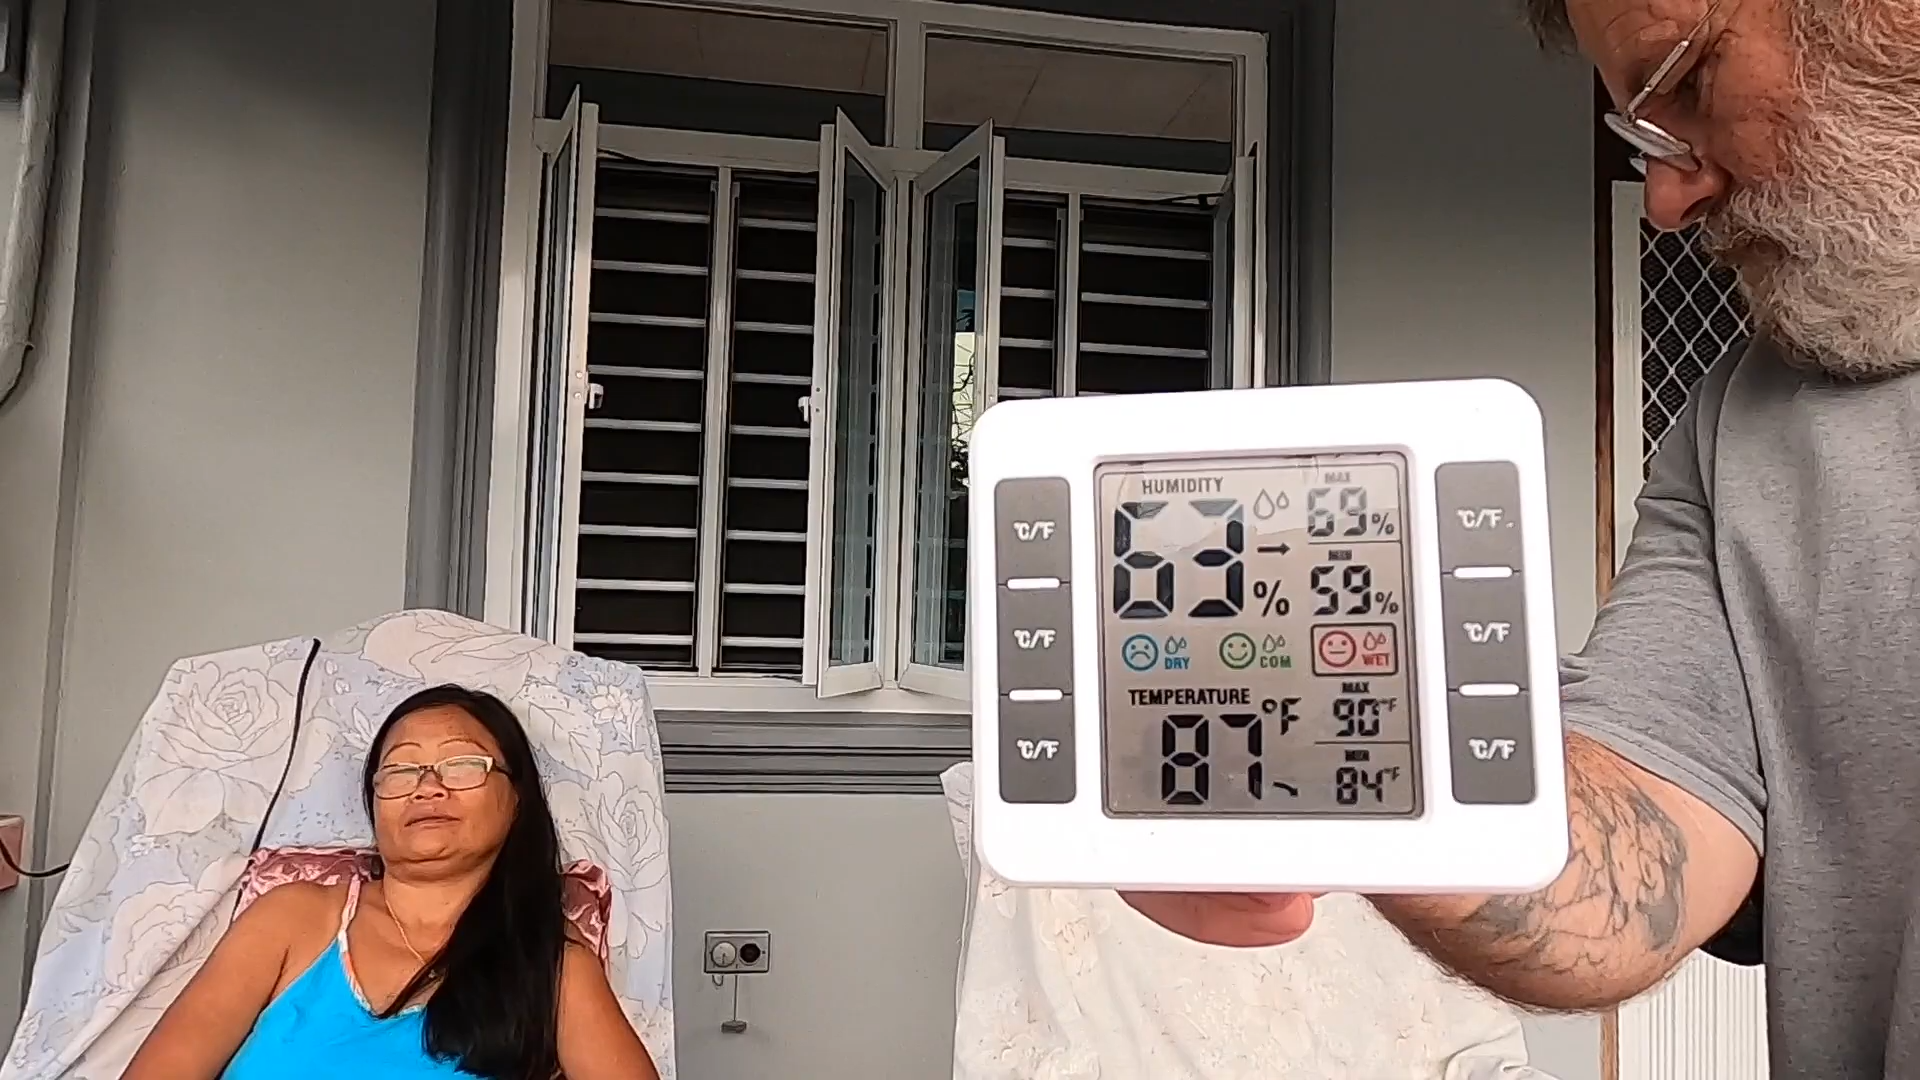 HUMIDITY
MAX
63%
69%
MIN
59%
DRY
COM
WET
TEMPERATURE
MAX
87°F
90°F
MIN
84°F
°C/F
°C/F
°C/F
°C/F
°C/F
°C/F